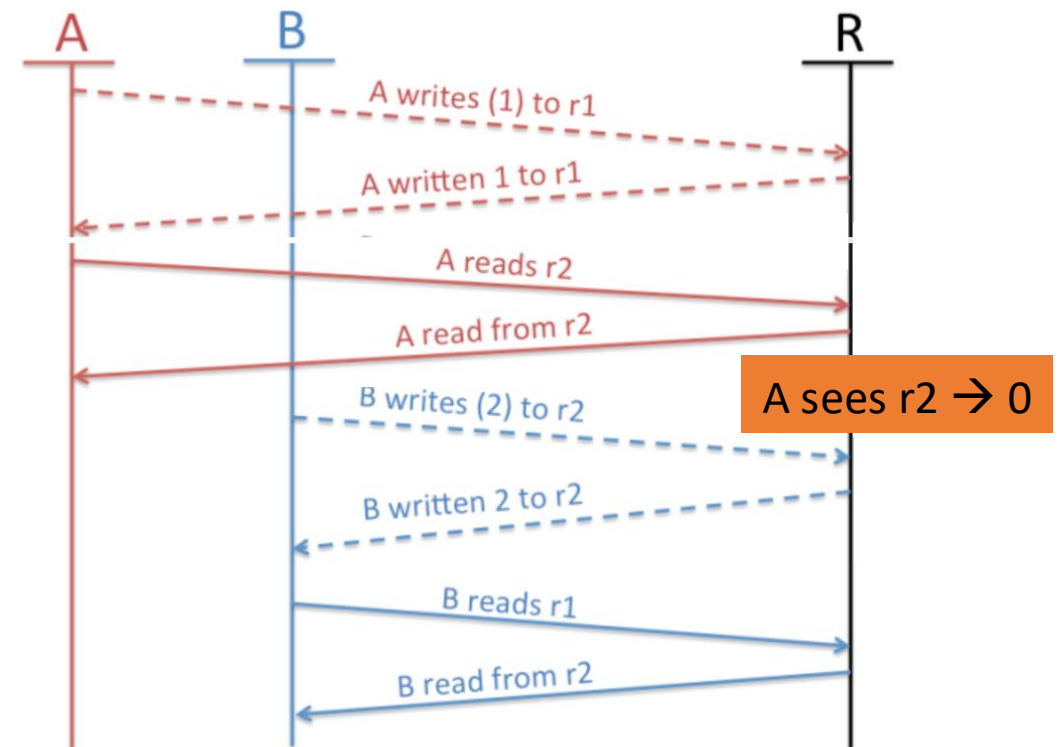 A
B
R
A writes (1) to r1
A written 1 to r1
A reads r2
A read from r2
A sees r2 → 0
B writes (2) to r2
B written 2 to r2
B reads r1
B read from r2